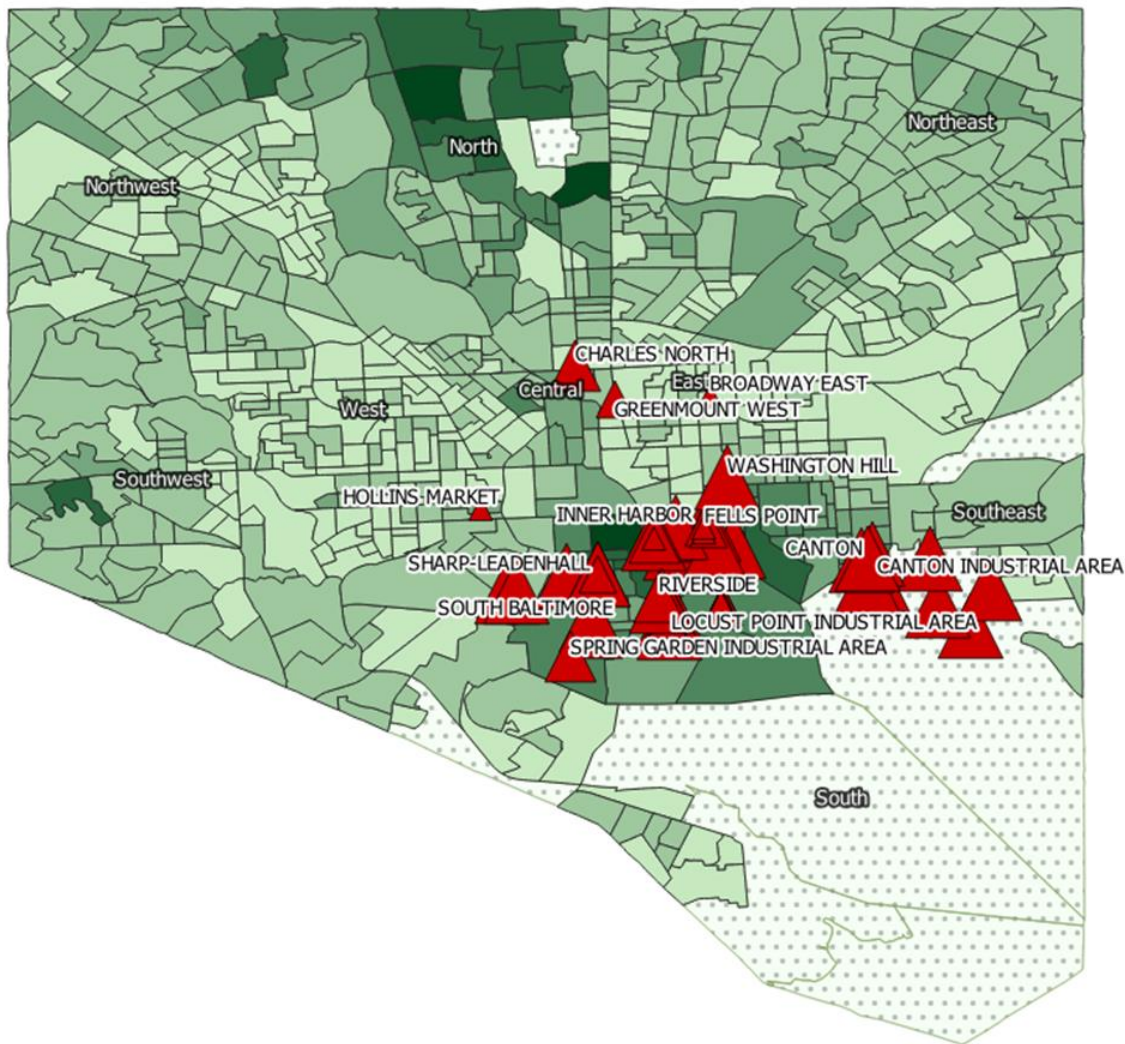 Northeast
North
Northwest
CHARLES NORTH
East
BROADWAY EAST
Central
West
GREENMOUNT WEST
WASHINGTON HILL
Southwest
HOLLINS MARKET
INNER HARBOR
FELLS POINT
Southeast
CANTON
SHARP-LEADENHALL
CANTON INDUSTRIAL AREA
RIVERSIDE
SOUTH BALTIMORE
LOCUST POINT INDUSTRIAL AREA
SPRING GARDEN INDUSTRIAL AREA
South